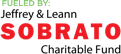 FUELED BY:
Jeffrey & Leann
SOBRATO
Charitable Fund